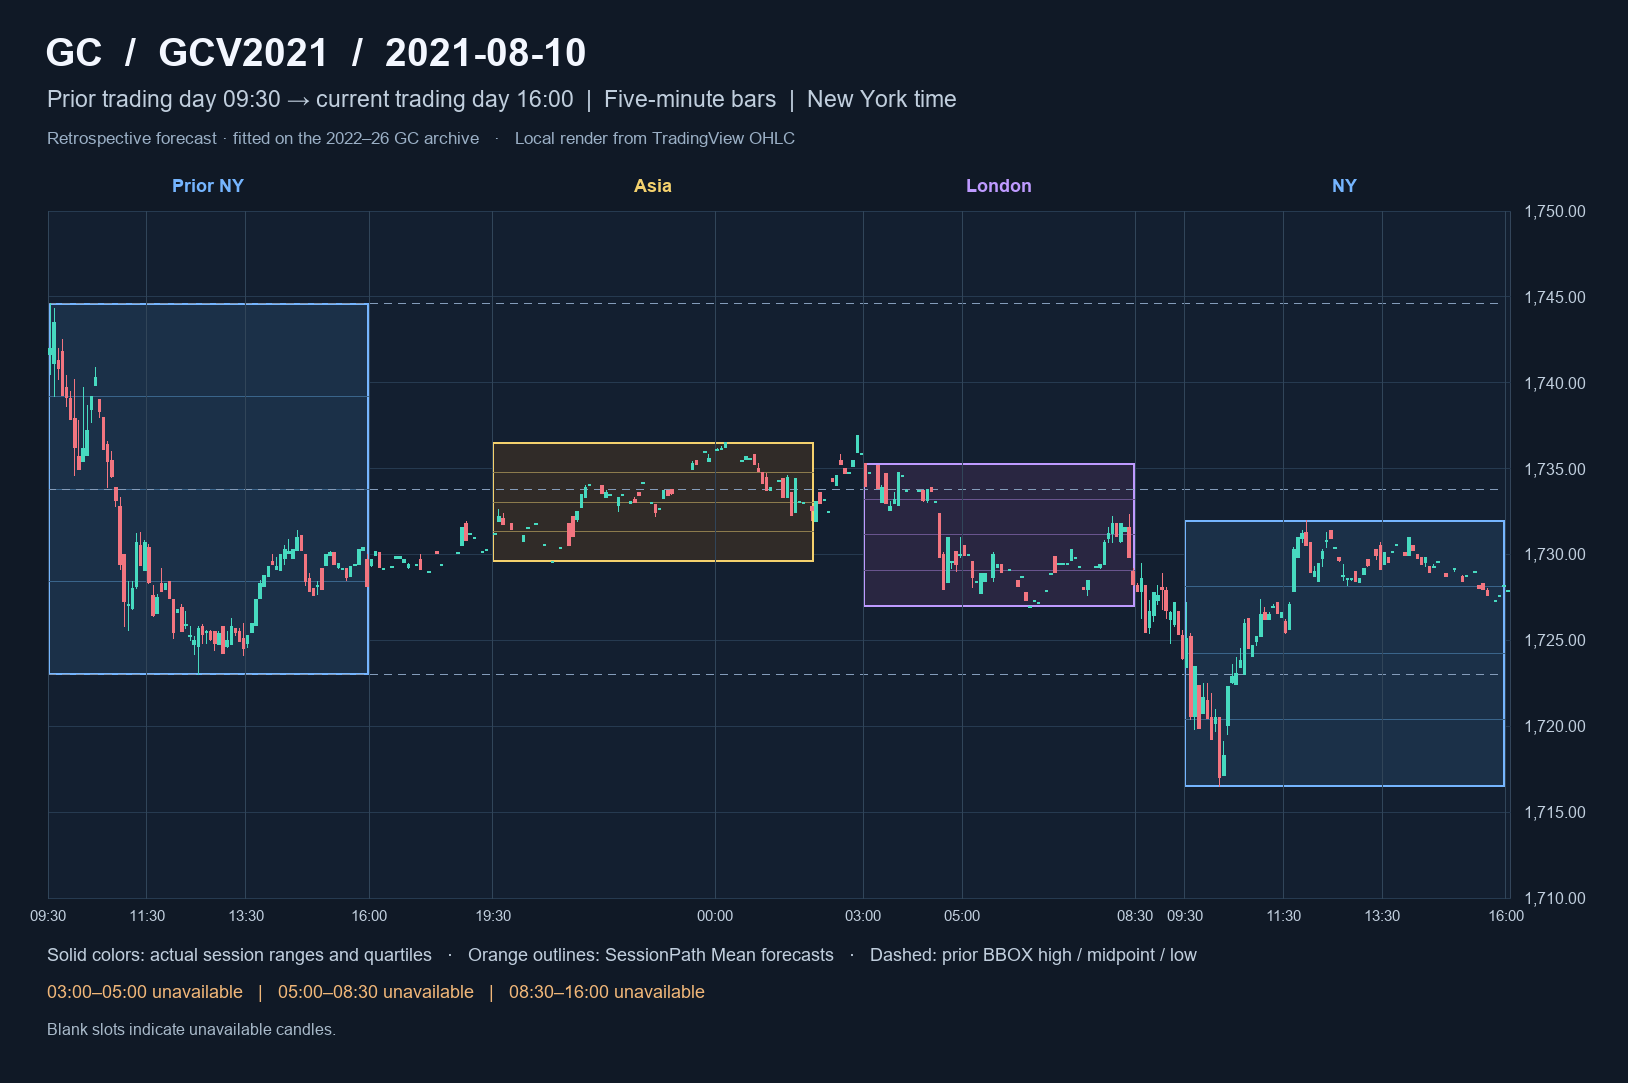 GC / GCV2021 / 2021-08-10
Prior trading day 09:30 → current trading day 16:00 | Five-minute bars | New York time
Retrospective forecast · fitted on the 2022–26 GC archive · Local render from TradingView OHLC
Prior NY Asia London NY
1,750.00
1,745.00
1,740.00
1,735.00
1,730.00
1,725.00
1,720.00
1,715.00
1,710.00
09:30 11:30 13:30 16:00 19:30 00:00 03:00 05:00 08:30 09:30 11:30 13:30 16:00
Solid colors: actual session ranges and quartiles · Orange outlines: SessionPath Mean forecasts · Dashed: prior BBOX high / midpoint / low
03:00–05:00 unavailable | 05:00–08:30 unavailable | 08:30–16:00 unavailable
Blank slots indicate unavailable candles.